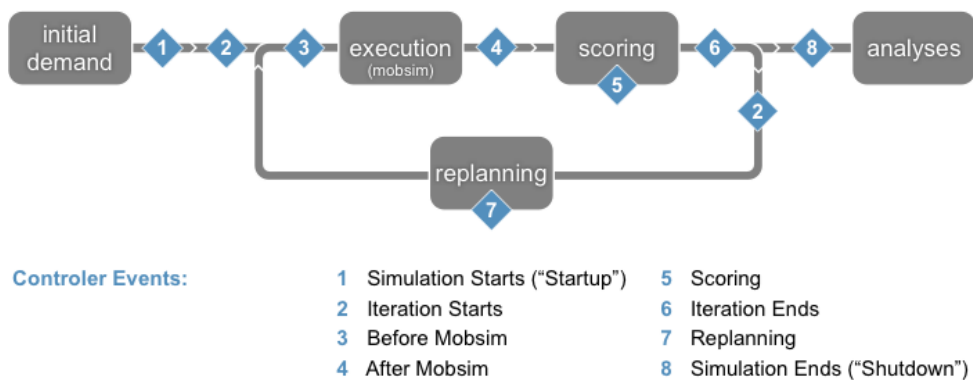 initial
demand
1
2
3
execution
(mobsim)
4
scoring
5
6
8
analyses
2
replanning
7
Controler Events:
1 Simulation Starts (“Startup”)
2 Iteration Starts
3 Before Mobsim
4 After Mobsim
5 Scoring
6 Iteration Ends
7 Replanning
8 Simulation Ends (“Shutdown”)